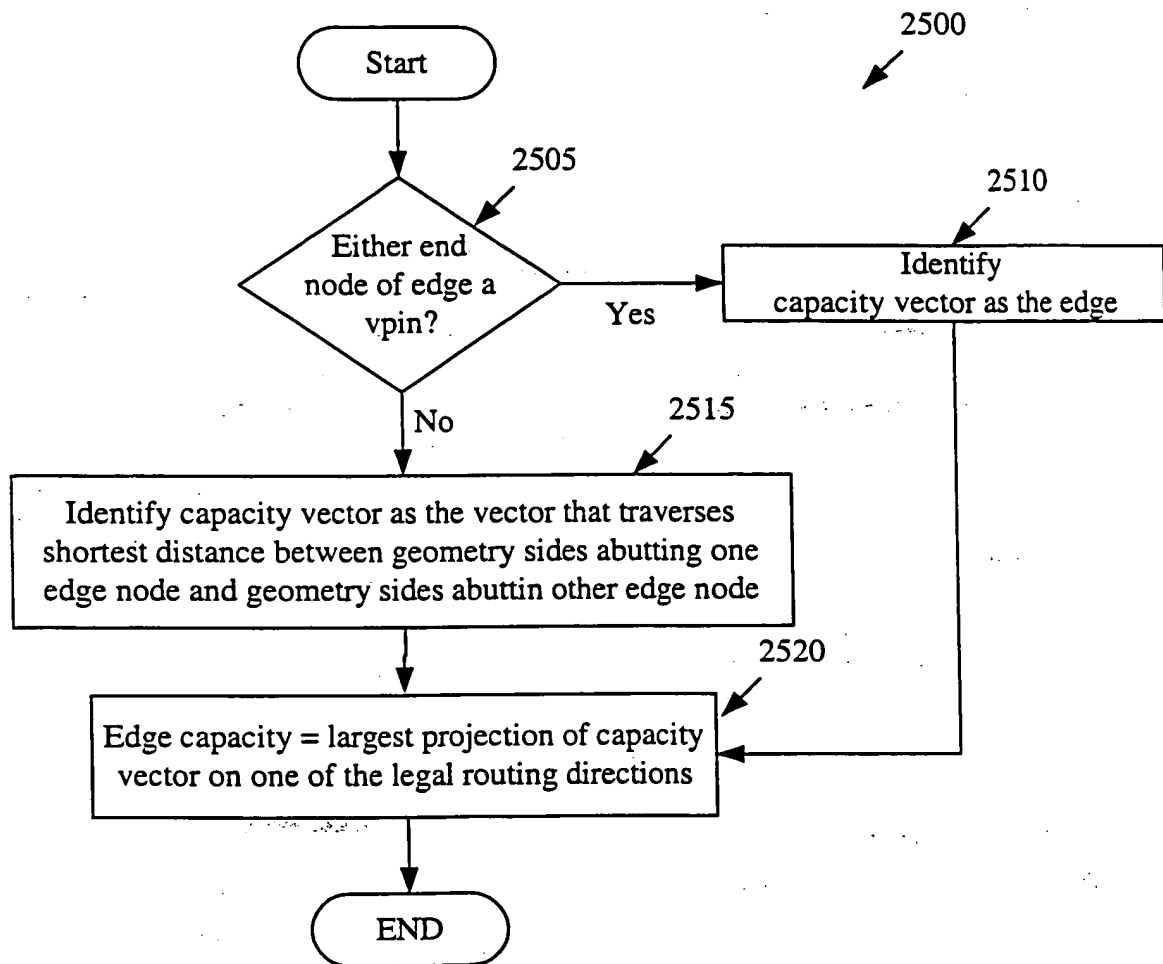 2500
Start
2505
Either end
node of edge a
vpin?
2510
Identify
capacity vector as the edge
Yes
No
2515
Identify capacity vector as the vector that traverses
shortest distance between geometry sides abutting one
edge node and geometry sides abuttin other edge node
2520
Edge capacity = largest projection of capacity
vector on one of the legal routing directions
END